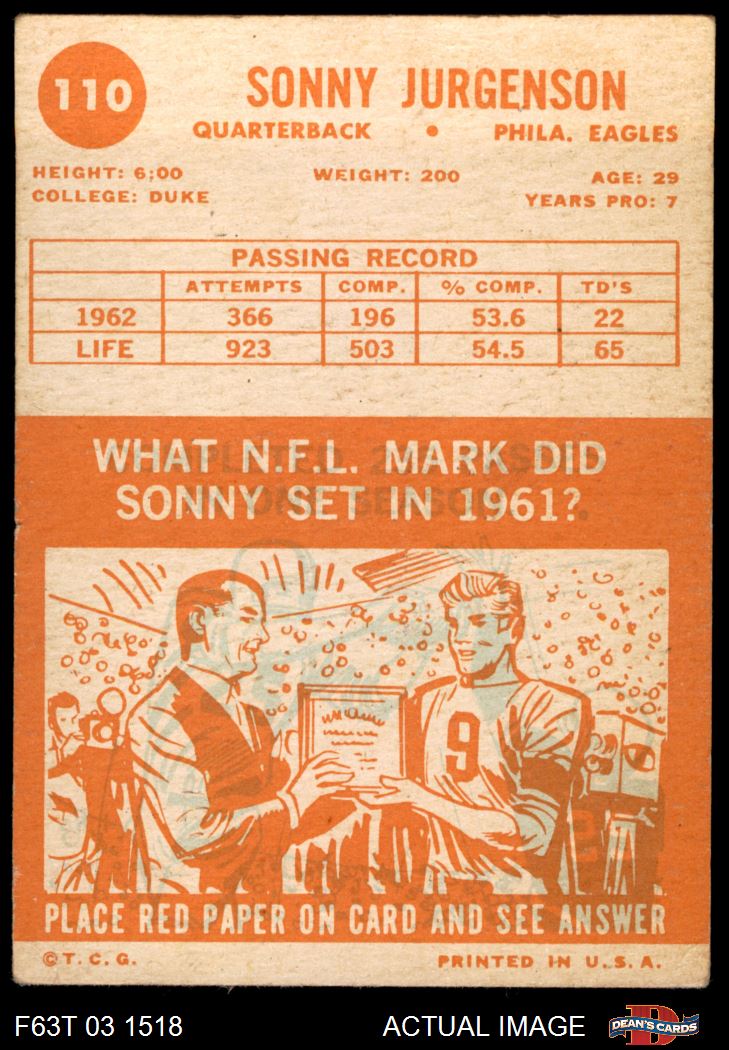 110
SONNY JURGENSON
QUARTERBACK • PHILA. EAGLES
HEIGHT: 6;00 WEIGHT: 200 AGE: 29
COLLEGE: DUKE YEARS PRO: 7
PASSING RECORD
ATTEMPTS COMP. % COMP. TD'S
1962 366 196 53.6 22
LIFE 923 503 54.5 65
WHAT N.F.L. MARK DID
SONNY SET IN 1961?
9
PLACE RED PAPER ON CARD AND SEE ANSWER
©T.C.G. PRINTED IN U.S.A.
F63T 03 1518 ACTUAL IMAGE DEAN'S CARDS